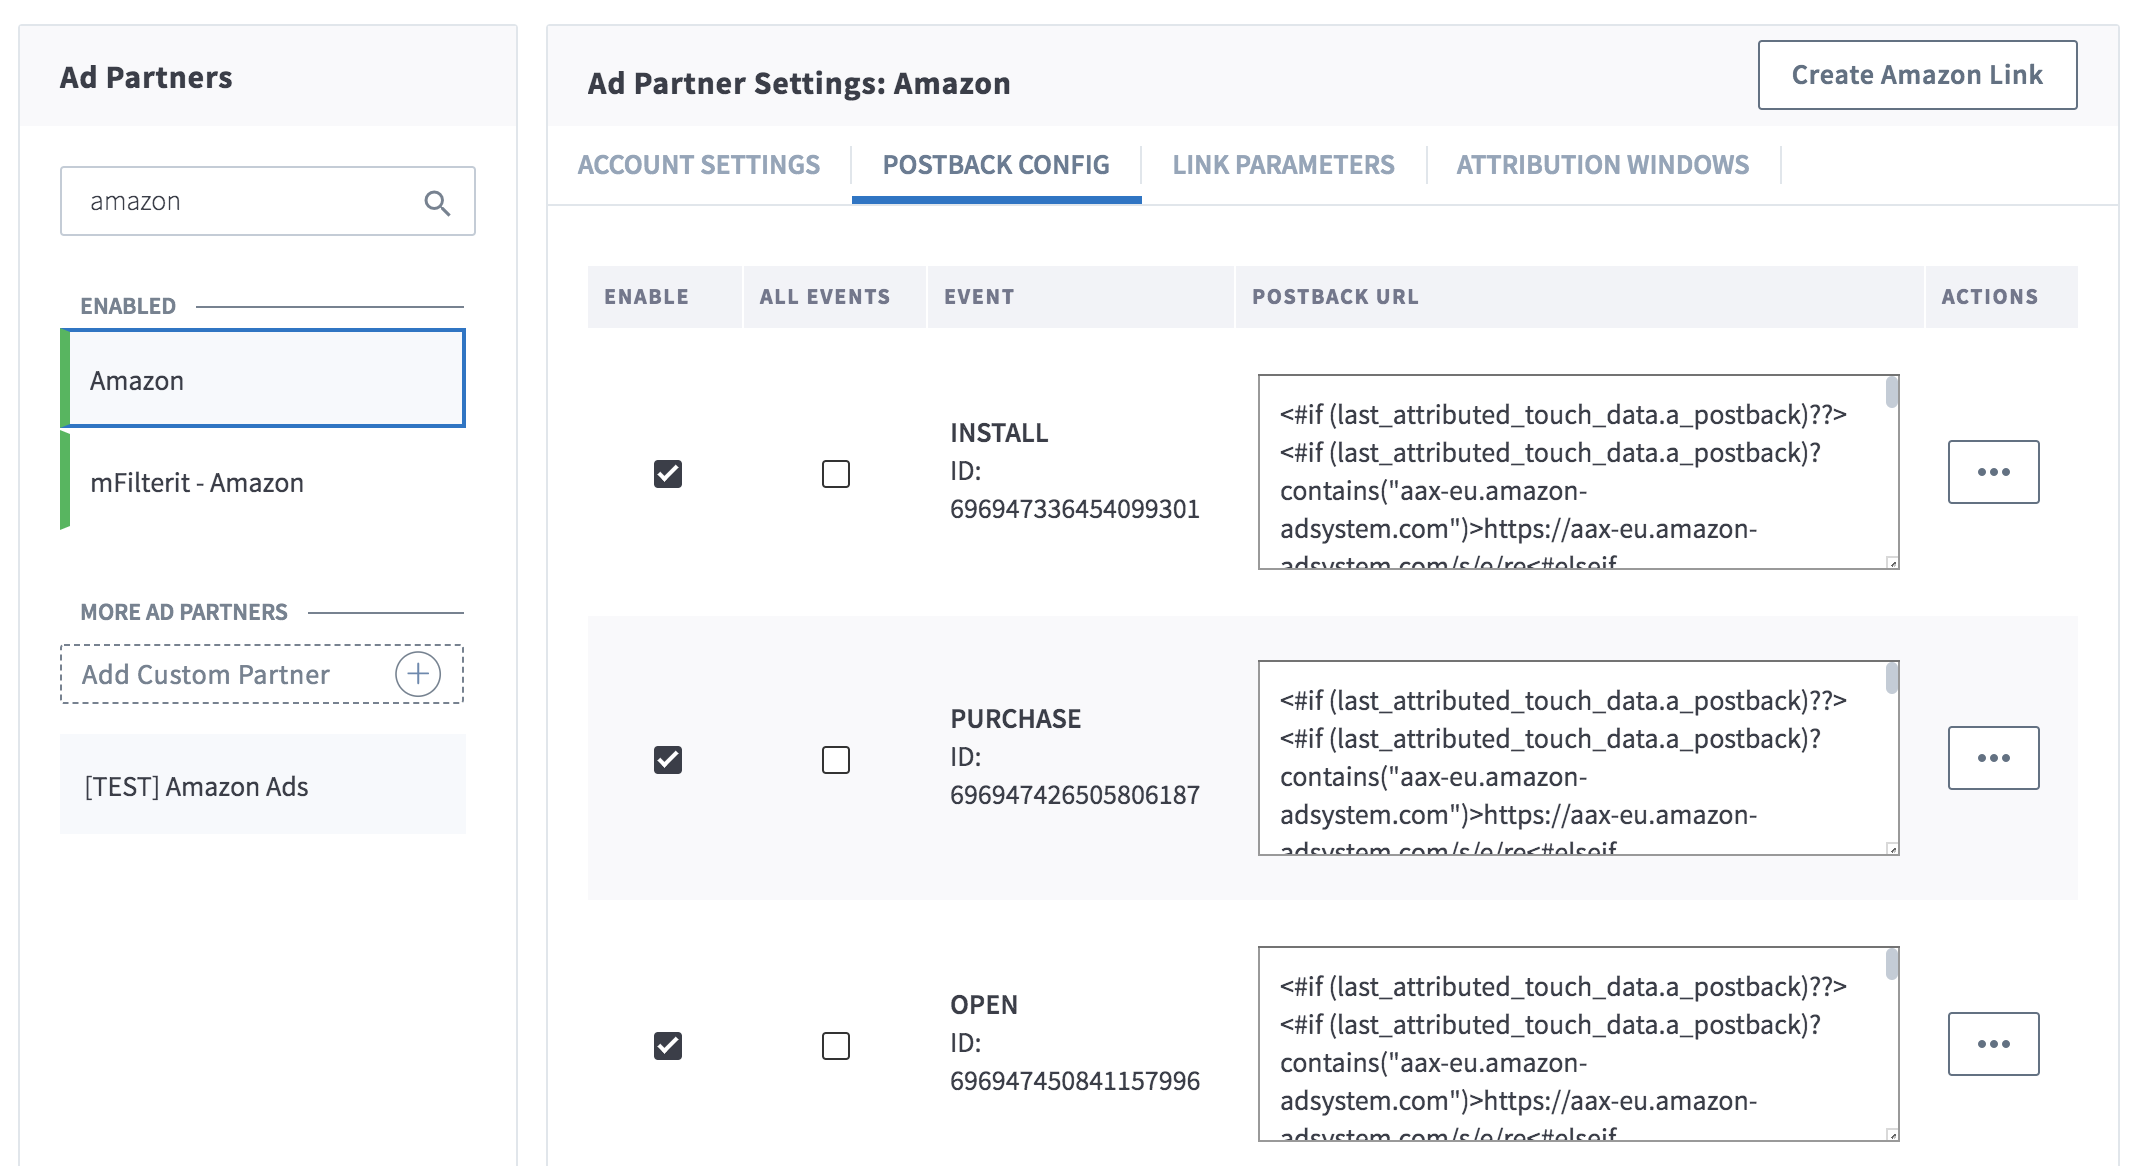 Ad Partners
amazon
ENABLED
Amazon
mFilterit - Amazon
MORE AD PARTNERS
Add Custom Partner
[TEST] Amazon Ads
Ad Partner Settings: Amazon
Create Amazon Link
ACCOUNT SETTINGS
POSTBACK CONFIG
LINK PARAMETERS
ATTRIBUTION WINDOWS
ENABLE
ALL EVENTS
EVENT
POSTBACK URL
ACTIONS
INSTALL
ID:
696947336454099301
<#if (last_attributed_touch_data.a_postback)??>
<#if (last_attributed_touch_data.a_postback)?
contains("aax-eu.amazon-
adsystem.com")>https://aax-eu.amazon-
adsystem.com/s/e/re<#elseif
PURCHASE
ID:
696947426505806187
<#if (last_attributed_touch_data.a_postback)??>
<#if (last_attributed_touch_data.a_postback)?
contains("aax-eu.amazon-
adsystem.com")>https://aax-eu.amazon-
adsystem.com/s/e/re<#elseif
OPEN
ID:
696947450841157996
<#if (last_attributed_touch_data.a_postback)??>
<#if (last_attributed_touch_data.a_postback)?
contains("aax-eu.amazon-
adsystem.com")>https://aax-eu.amazon-
adsystem.com/s/e/re<#elseif